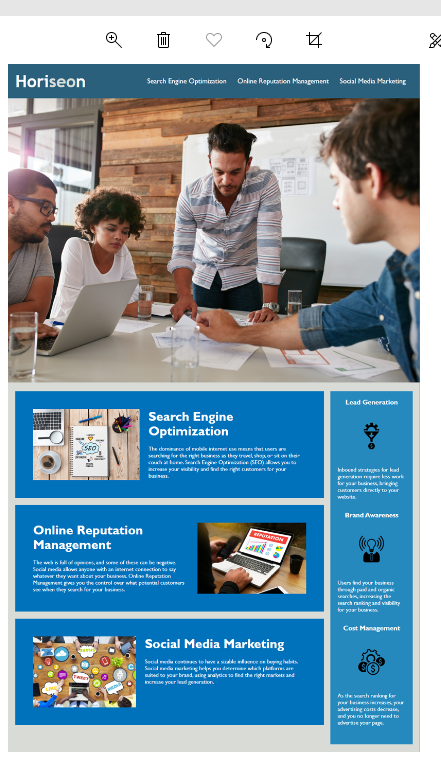 Horiseon
Search Engine Optimization Online Reputation Management Social Media Marketing
Search Engine
Optimization
The dominance of mobile internet use means that users are
searching for the right business as they travel, shop, or sit on their
couch at home. Search Engine Optimization (SEO) allows you to
increase your visibility and find the right customers for your
business.
SEO
Online Reputation
Management
The web is full of opinions, and some of these can be negative.
Social media allows anyone with an internet connection to say
whatever they want about your business. Online Reputation
Management gives you the control over what potential customers
see when they search for your business.
REPUTATION
Social Media Marketing
Social media continues to have a sizable influence on buying habits.
Social media marketing helps you determine which platforms are
suited to your brand, using analytics to find the right markets and
increase your lead generation.
Lead Generation
Inbound strategies for lead
generation require less work
for your business, bringing
customers directly to your
website.
Brand Awareness
Users find your business
through paid and organic
searches, increasing the
search ranking and visibility
for your business.
Cost Management
As the search ranking for
your business increases, your
advertising costs decrease,
and you no longer need to
advertise your page.